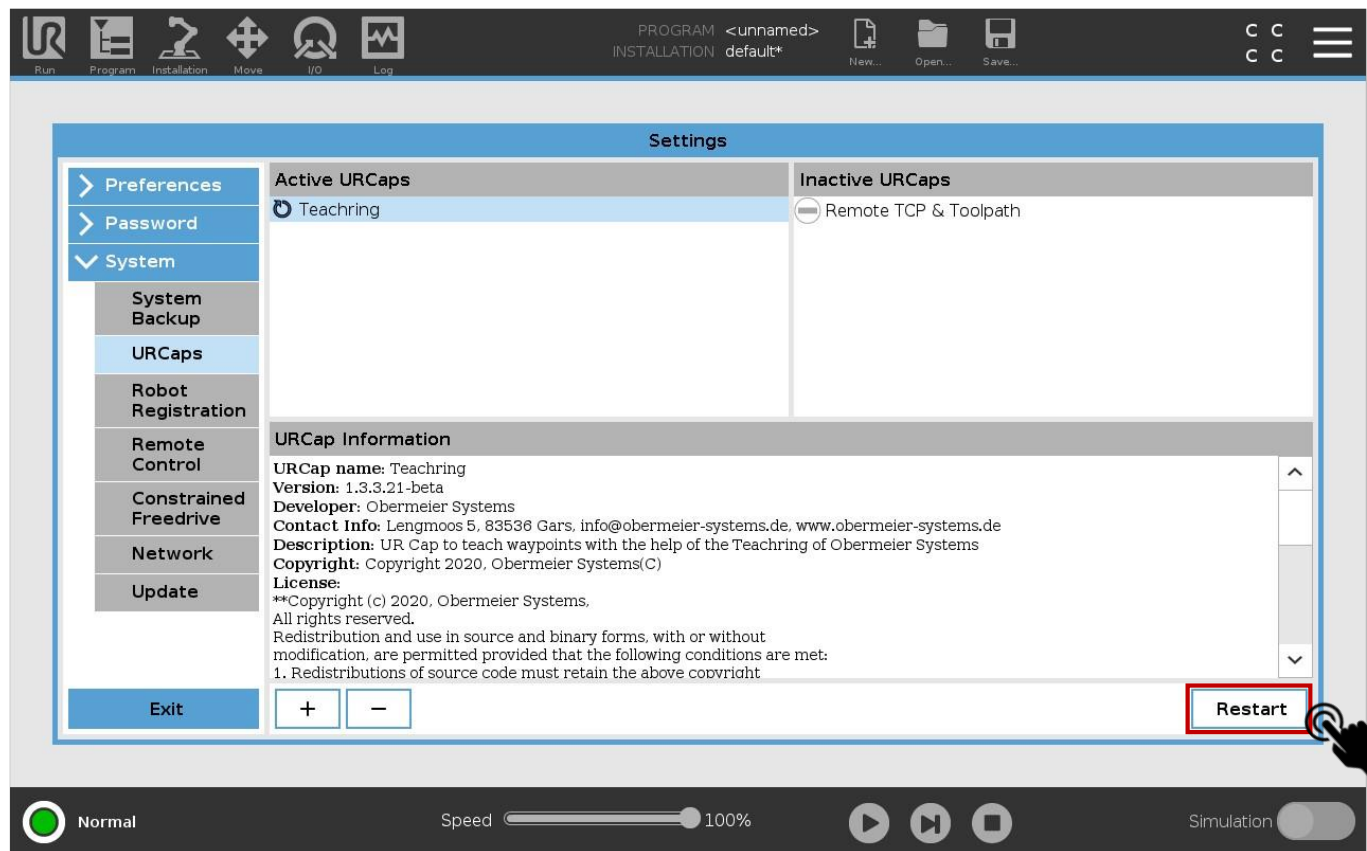 UR
PROGRAM <unnamed>
INSTALLATION default*
C C
C C
Run Program Installation Move I/O Log New... Open... Save...
Settings
Preferences
Password
System
System
Backup
URCaps
Robot
Registration
Remote
Control
Constrained
Freedrive
Network
Update
Exit
Active URCaps
Teachring
Inactive URCaps
Remote TCP & Toolpath
URCap Information
URCap name: Teachring
Version: 1.3.3.21-beta
Developer: Obermeier Systems
Contact Info: Lengmoos 5, 83536 Gars, info@obermeier-systems.de, www.obermeier-systems.de
Description: UR Cap to teach waypoints with the help of the Teachring of Obermeier Systems
Copyright: Copyright 2020, Obermeier Systems(C)
License:
**Copyright (c) 2020, Obermeier Systems,
All rights reserved.
Redistribution and use in source and binary forms, with or without
modification, are permitted provided that the following conditions are met:
1. Redistributions of source code must retain the above copyright
+ −
Restart
Normal
Speed 100%
Simulation